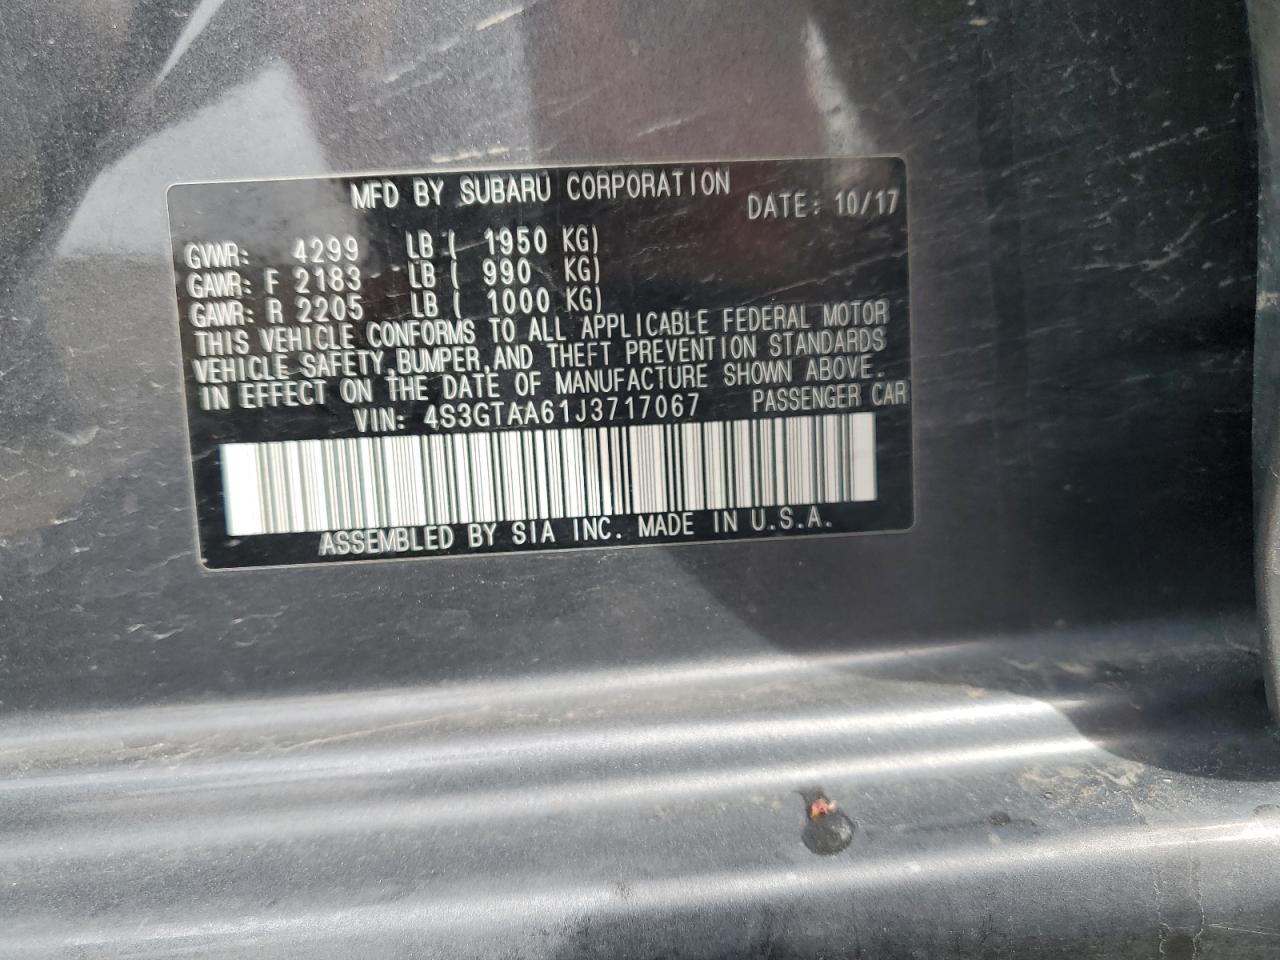 MFD BY SUBARU CORPORATION
DATE: 10/17
GVWR: 4299 LB ( 1950 KG)
GAWR: F 2183 LB ( 990 KG)
GAWR: R 2205 LB ( 1000 KG)
THIS VEHICLE CONFORMS TO ALL APPLICABLE FEDERAL MOTOR
VEHICLE SAFETY,BUMPER,AND THEFT PREVENTION STANDARDS
IN EFFECT ON THE DATE OF MANUFACTURE SHOWN ABOVE.
VIN: 4S3GTAA61J3717067 PASSENGER CAR
ASSEMBLED BY SIA INC. MADE IN U.S.A.